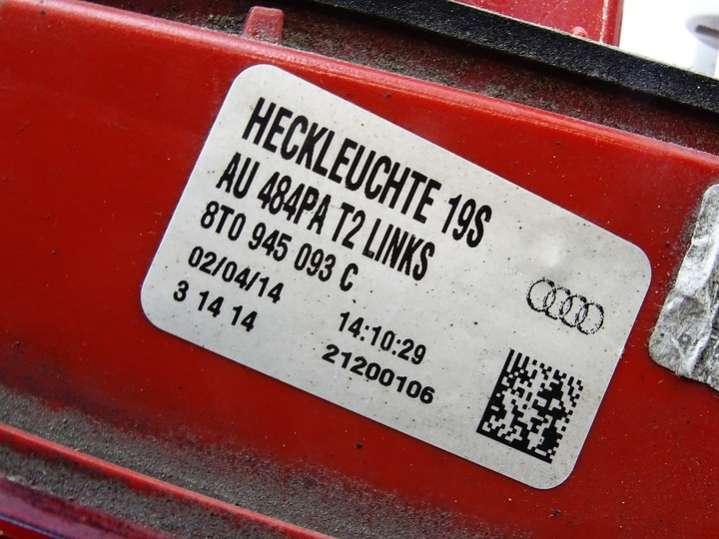 HECKLEUCHTE 19S
AU 484PA T2 LINKS
8T0 945 093 C
02/04/14 14:10:29
3 14 14 21200106